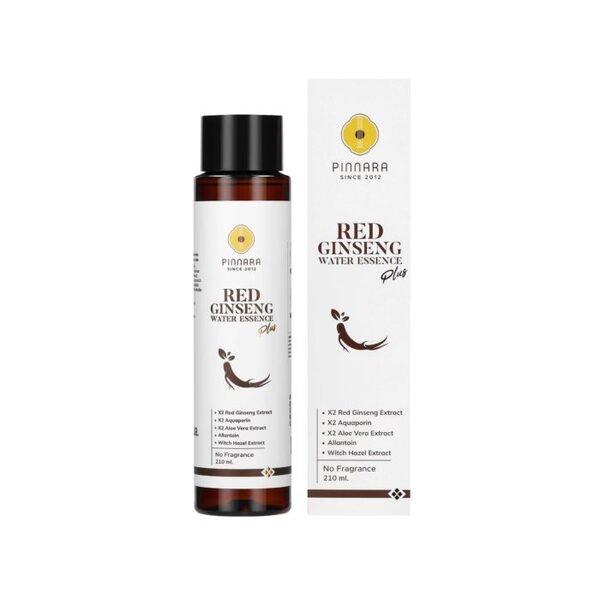 PINNARA
SINCE 2012
RED
GINSENG
WATER ESSENCE
Plus
• X2 Red Ginseng Extract
• X2 Aquaporin
• X2 Aloe Vera Extract
• Allantoin
• Witch Hazel Extract
No Fragrance
210 ml.
PINNARA
SINCE 2012
RED
GINSENG
WATER ESSENCE
Plus
• X2 Red Ginseng Extract
• X2 Aquaporin
• X2 Aloe Vera Extract
• Allantoin
• Witch Hazel Extract
No Fragrance
210 ml.